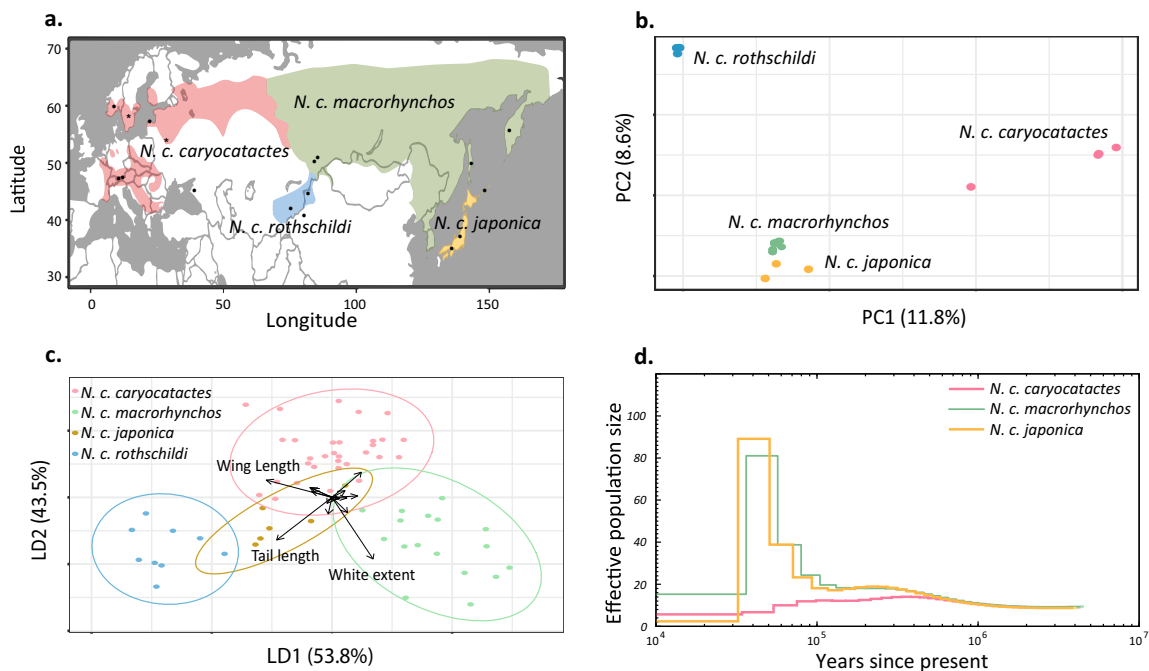 a.
70
60
50
40
30
Latitude
0
50
100
150
Longitude
N. c. macrorhynchos
N. c. caryocatactes
N. c. rothschildi
N. c. japonica
b.
N. c. rothschildi
N. c. caryocatactes
N. c. macrorhynchos
N. c. japonica
PC2 (8.6%)
PC1 (11.8%)
c.
N. c. caryocatactes
N. c. macrorhynchos
N. c. japonica
N. c. rothschildi
Wing Length
Tail length
White extent
LD2 (43.5%)
LD1 (53.8%)
d.
N. c. caryocatactes
N. c. macrorhynchos
N. c. japonica
100
80
60
40
20
0
Effective population size
10⁴
10⁵
10⁶
10⁷
Years since present